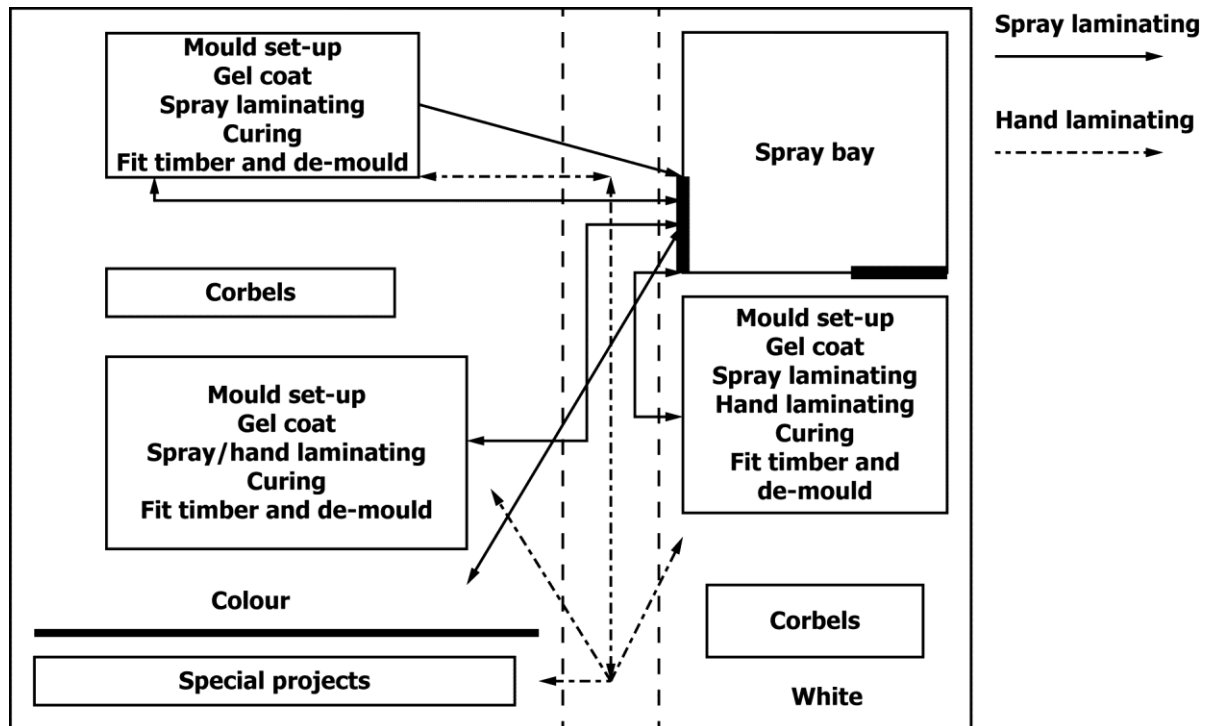 Mould set-up
Gel coat
Spray laminating
Curing
Fit timber and de-mould
Spray bay
Spray laminating
Hand laminating
Corbels
Mould set-up
Gel coat
Spray laminating
Hand laminating
Curing
Fit timber and
de-mould
Mould set-up
Gel coat
Spray/hand laminating
Curing
Fit timber and de-mould
Colour
Corbels
Special projects
White